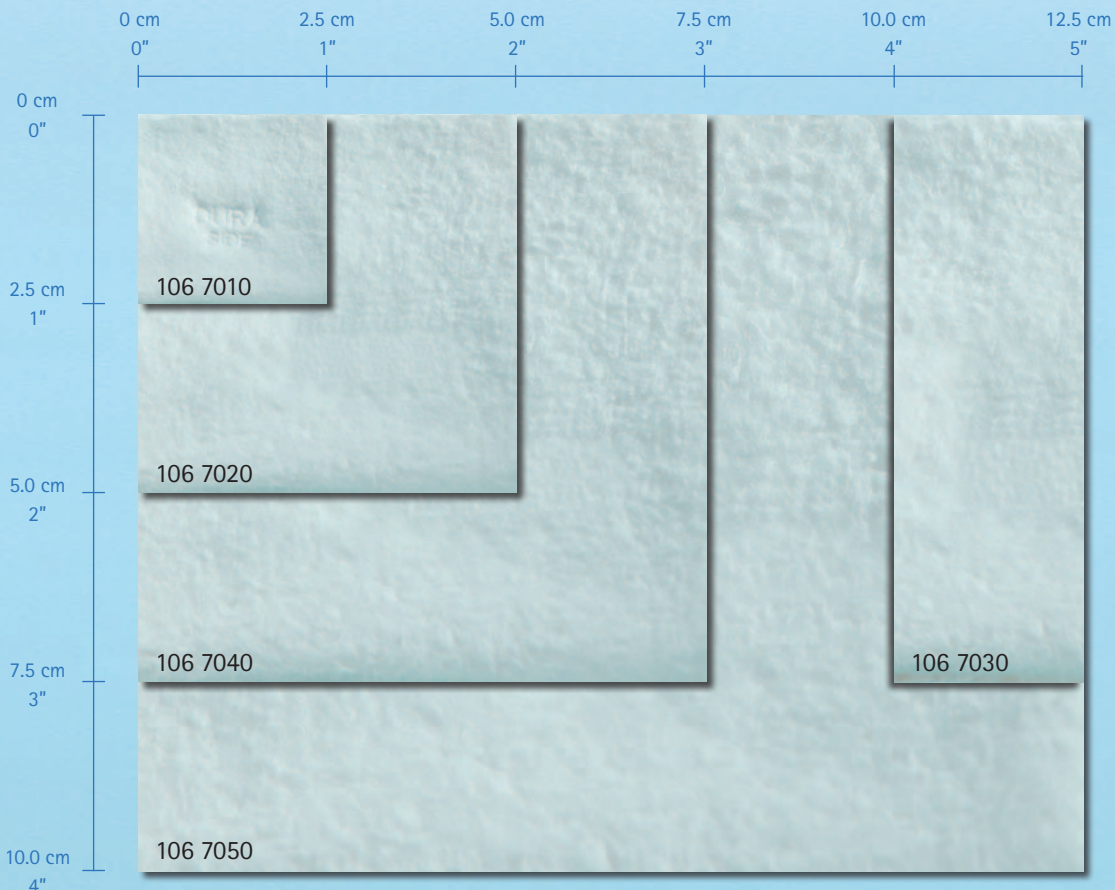 0 cm 2.5 cm 5.0 cm 7.5 cm 10.0 cm 12.5 cm
0" 1" 2" 3" 4" 5"
0 cm
0"
DURA
106 7010
2.5 cm
1"
106 7020
5.0 cm
2"
106 7040
106 7030
7.5 cm
3"
106 7050
10.0 cm
4"